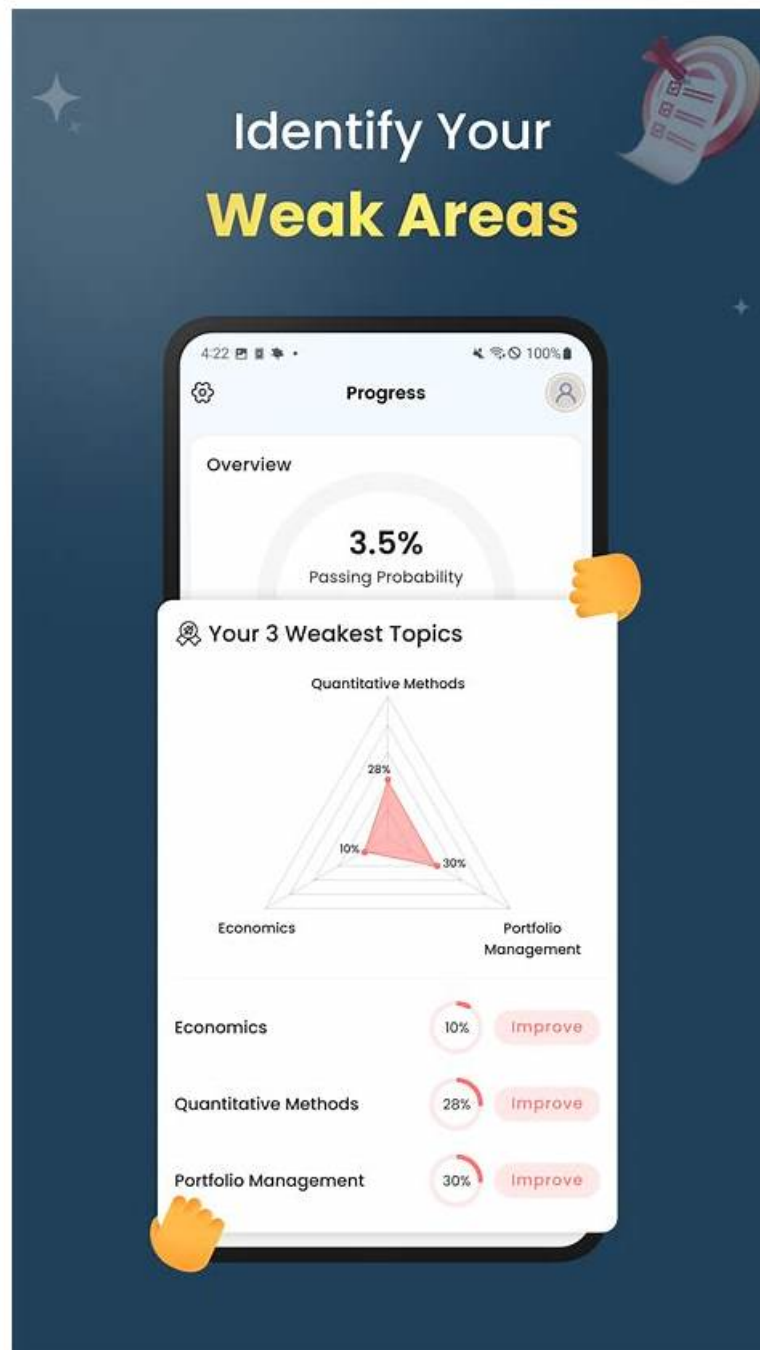 Identify Your
Weak Areas
4:22
100%
Progress
Overview
3.5%
Passing Probability
Your 3 Weakest Topics
Quantitative Methods
28%
10%
30%
Economics
Portfolio
Management
Economics 10% Improve
Quantitative Methods 28% Improve
Portfolio Management 30% Improve